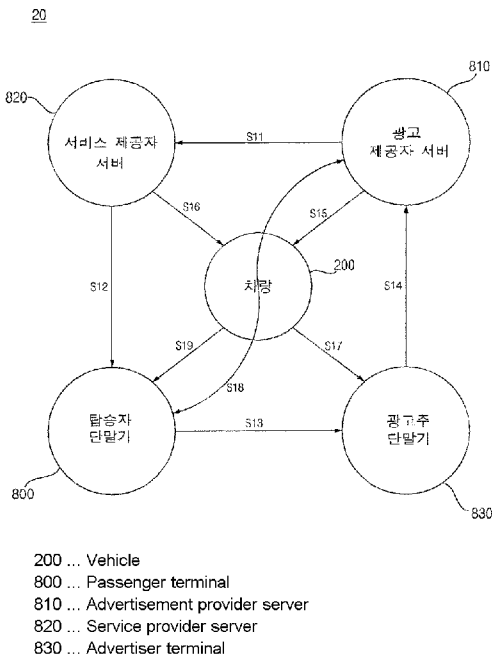 20
810
820
서비스 제공자
서버
광고
제공자 서버
S11
S16
S15
차량
200
S12
S14
S19
S17
S18
탑승자
단말기
S13
광고주
단말기
800
830
200 ... Vehicle
800 ... Passenger terminal
810 ... Advertisement provider server
820 ... Service provider server
830 ... Advertiser terminal